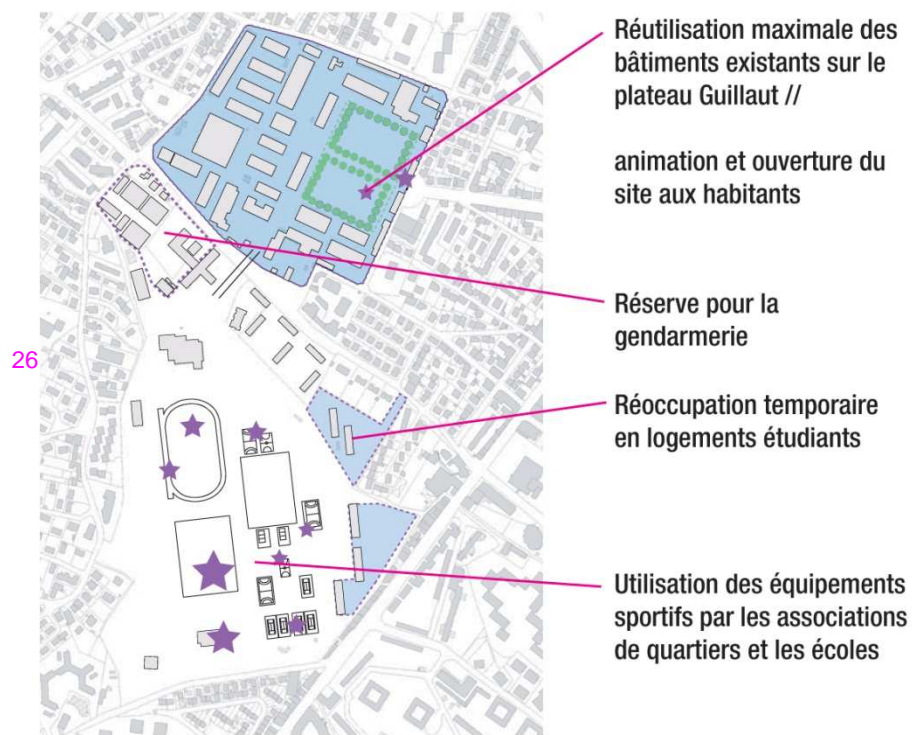 Réutilisation maximale des
bâtiments existants sur le
plateau Guillaut //
animation et ouverture du
site aux habitants
Réserve pour la
gendarmerie
26
Réoccupation temporaire
en logements étudiants
Utilisation des équipements
sportifs par les associations
de quartiers et les écoles